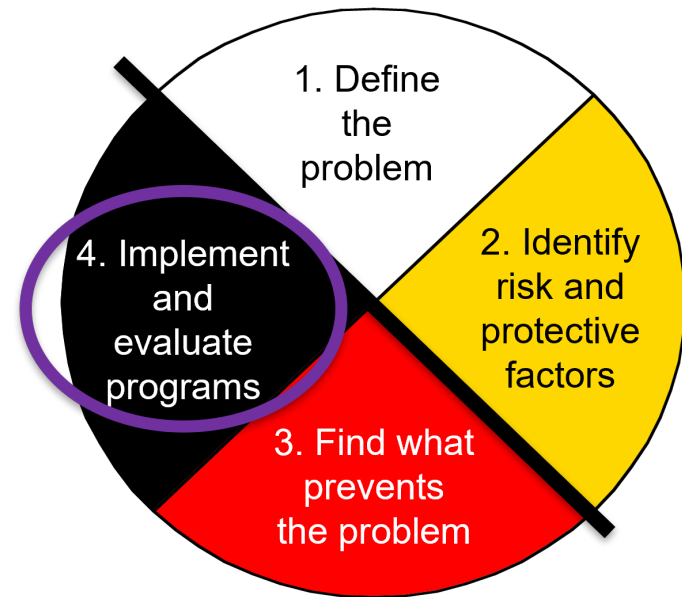 1. Define
the
problem
2. Identify
risk and
protective
factors
3. Find what
prevents
the problem
4. Implement
and
evaluate
programs